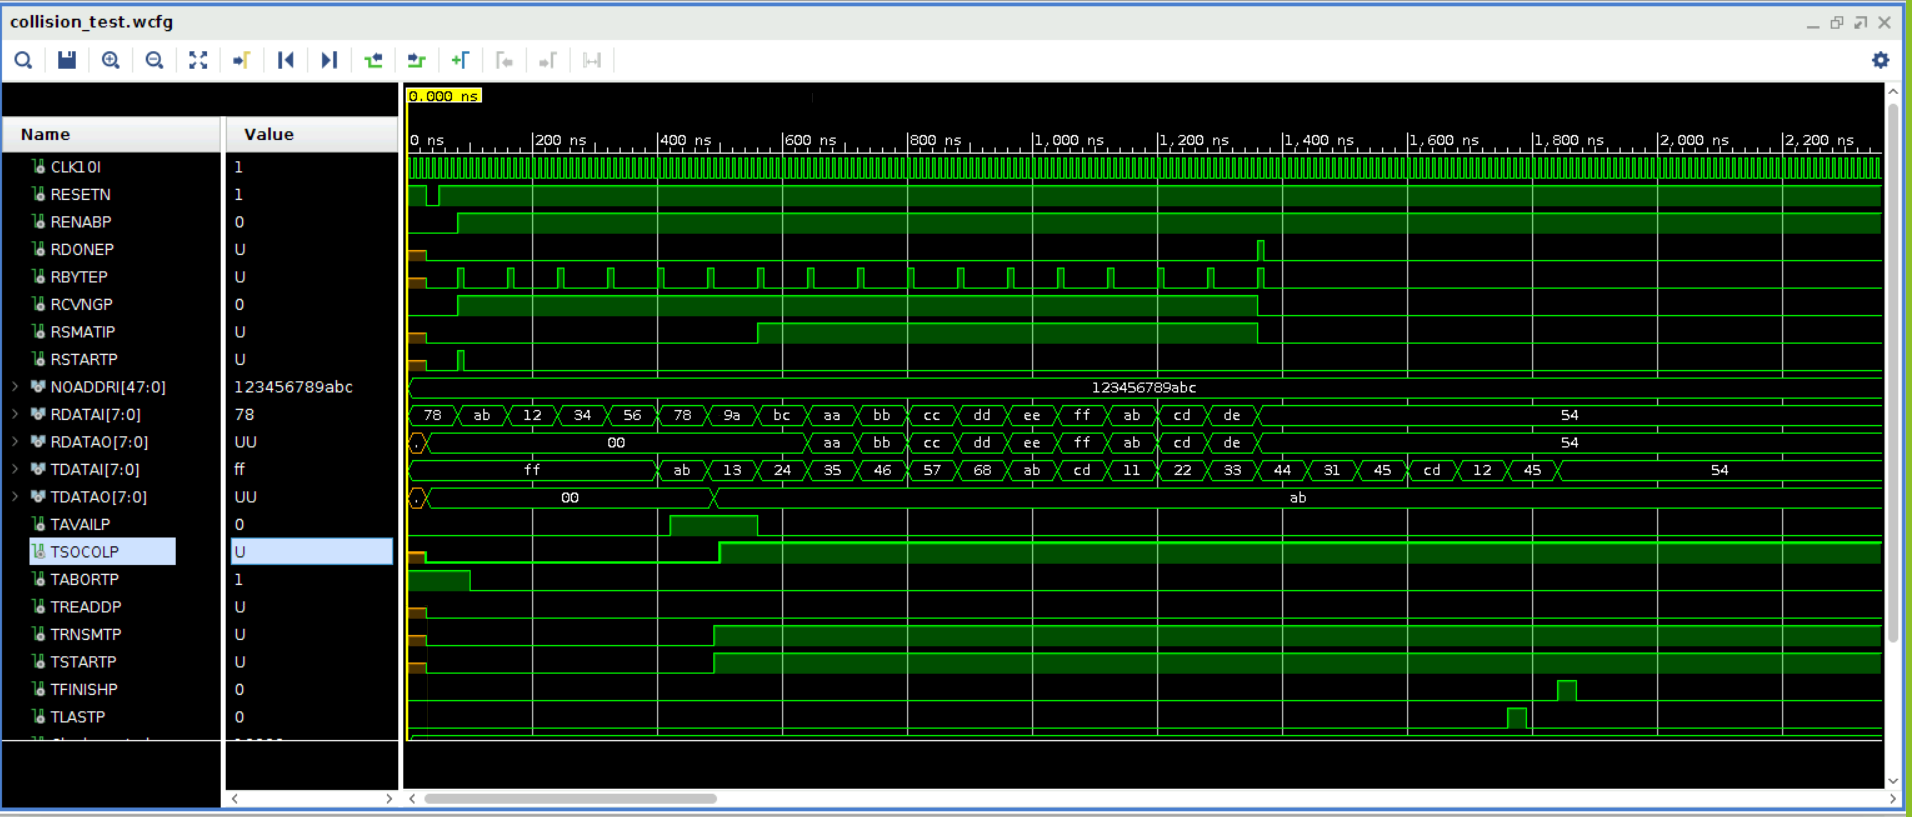 collision_test.wcfg
0.000 ns
Name Value
0 ns 200 ns 400 ns 600 ns 800 ns 1,000 ns 1,200 ns 1,400 ns 1,600 ns 1,800 ns 2,000 ns 2,200 ns
CLK10I 1
RESETN 1
RENABP 0
RDONEP U
RBYTEP U
RCVNGP 0
RSMATIP U
RSTARTP U
NOADDRI[47:0] 123456789abc 123456789abc
RDATAI[7:0] 78 78 ab 12 34 56 78 9a bc aa bb cc dd ee ff ab cd de 54
RDATAO[7:0] UU . 00 aa bb cc dd ee ff ab cd de 54
TDATAI[7:0] ff ff ab 13 24 35 46 57 68 ab cd 11 22 33 44 31 45 cd 12 45 54
TDATAO[7:0] UU . 00 ab
TAVAILP 0
TSOCOLP U
TABORTP 1
TREADDP U
TRNSMTP U
TSTARTP U
TFINISHP 0
TLASTP 0